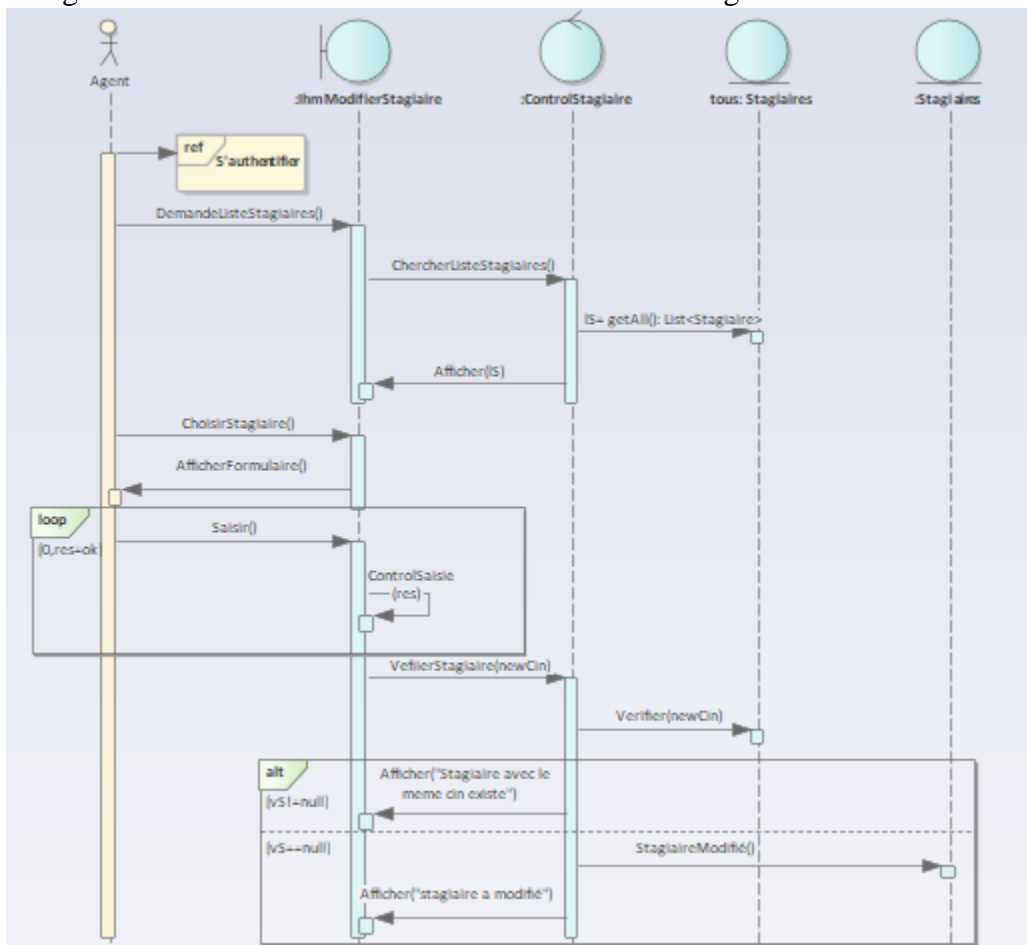 Agent
:IhmModifierStagiaire
:ControlStagiaire
tous: Stagiaires
:Stagiaires
ref
S'authentifier
DemandeListeStagiaires()
ChercherListeStagiaires()
lS= getAll(): List<Stagiaire>
Afficher(lS)
ChoisirStagiaire()
AfficherFormulaire()
loop
[0,res=ok]
Saisir()
ControlSaisie
(res)
VefiierStagiaire(newCin)
Verifier(newCin)
alt
[vS!=null]
Afficher("Stagiaire avec le
meme cin existe")
[vS==null]
StagiaireModifié()
Afficher("stagiaire a modifié")